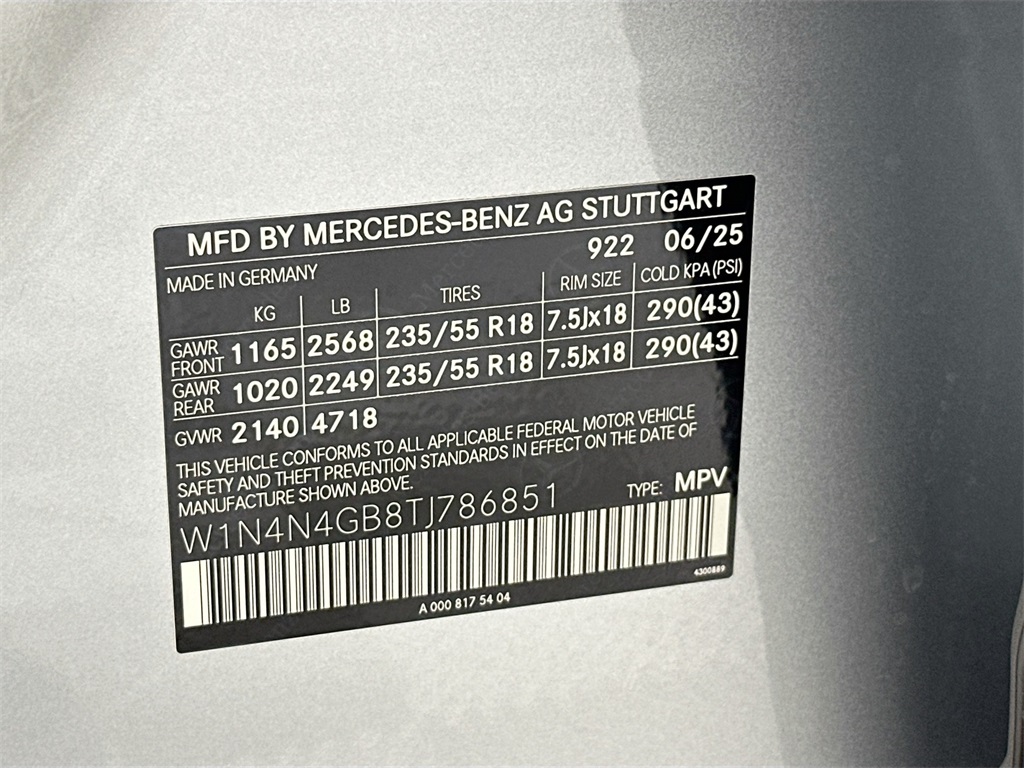 MFD BY MERCEDES-BENZ AG STUTTGART
922 06/25
MADE IN GERMANY
KG LB TIRES RIM SIZE COLD KPA(PSI)
GAWR FRONT 1165 2568 235/55 R18 7.5Jx18 290(43)
GAWR REAR 1020 2249 235/55 R18 7.5Jx18 290(43)
GVWR 2140 4718
THIS VEHICLE CONFORMS TO ALL APPLICABLE FEDERAL MOTOR VEHICLE
SAFETY AND THEFT PREVENTION STANDARDS IN EFFECT ON THE DATE OF
MANUFACTURE SHOWN ABOVE.
W1N4N4GB8TJ786851 TYPE: MPV
A 000 817 54 04
4300889